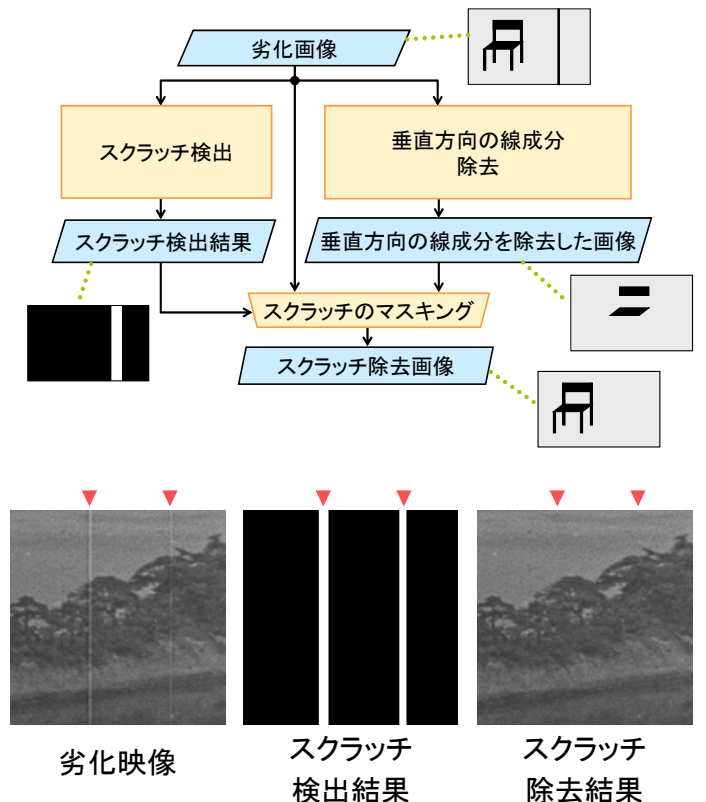 劣化画像
スクラッチ検出
垂直方向の線成分
除去
スクラッチ検出結果
垂直方向の線成分を除去した画像
スクラッチのマスキング
スクラッチ除去画像
劣化映像
スクラッチ
検出結果
スクラッチ
除去結果